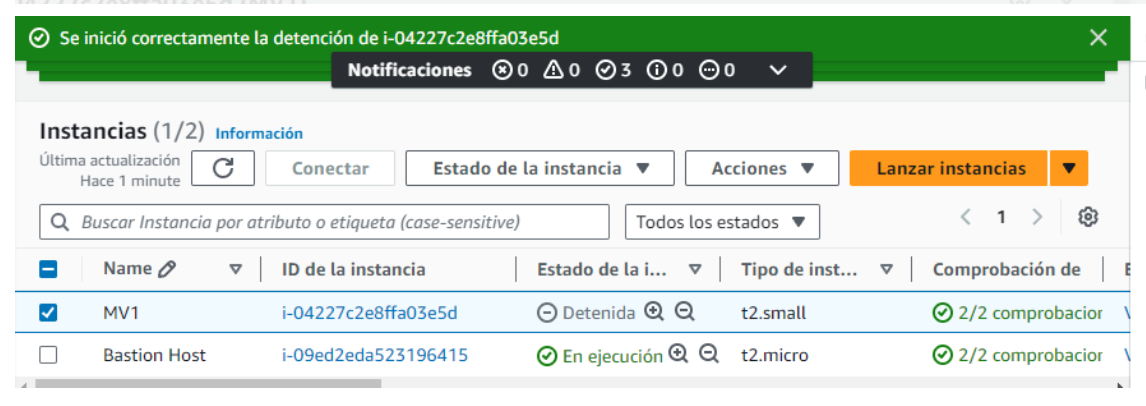 Se inició correctamente la detención de i-04227c2e8ffa03e5d
Notificaciones 0 0 3 0 0
Instancias (1/2) Información
Última actualización
Hace 1 minute
Conectar Estado de la instancia Acciones Lanzar instancias
Buscar Instancia por atributo o etiqueta (case-sensitive) Todos los estados 1
Name ID de la instancia Estado de la i... Tipo de inst... Comprobación de
MV1 i-04227c2e8ffa03e5d Detenida t2.small 2/2 comprobacior
Bastion Host i-09ed2eda523196415 En ejecución t2.micro 2/2 comprobacior